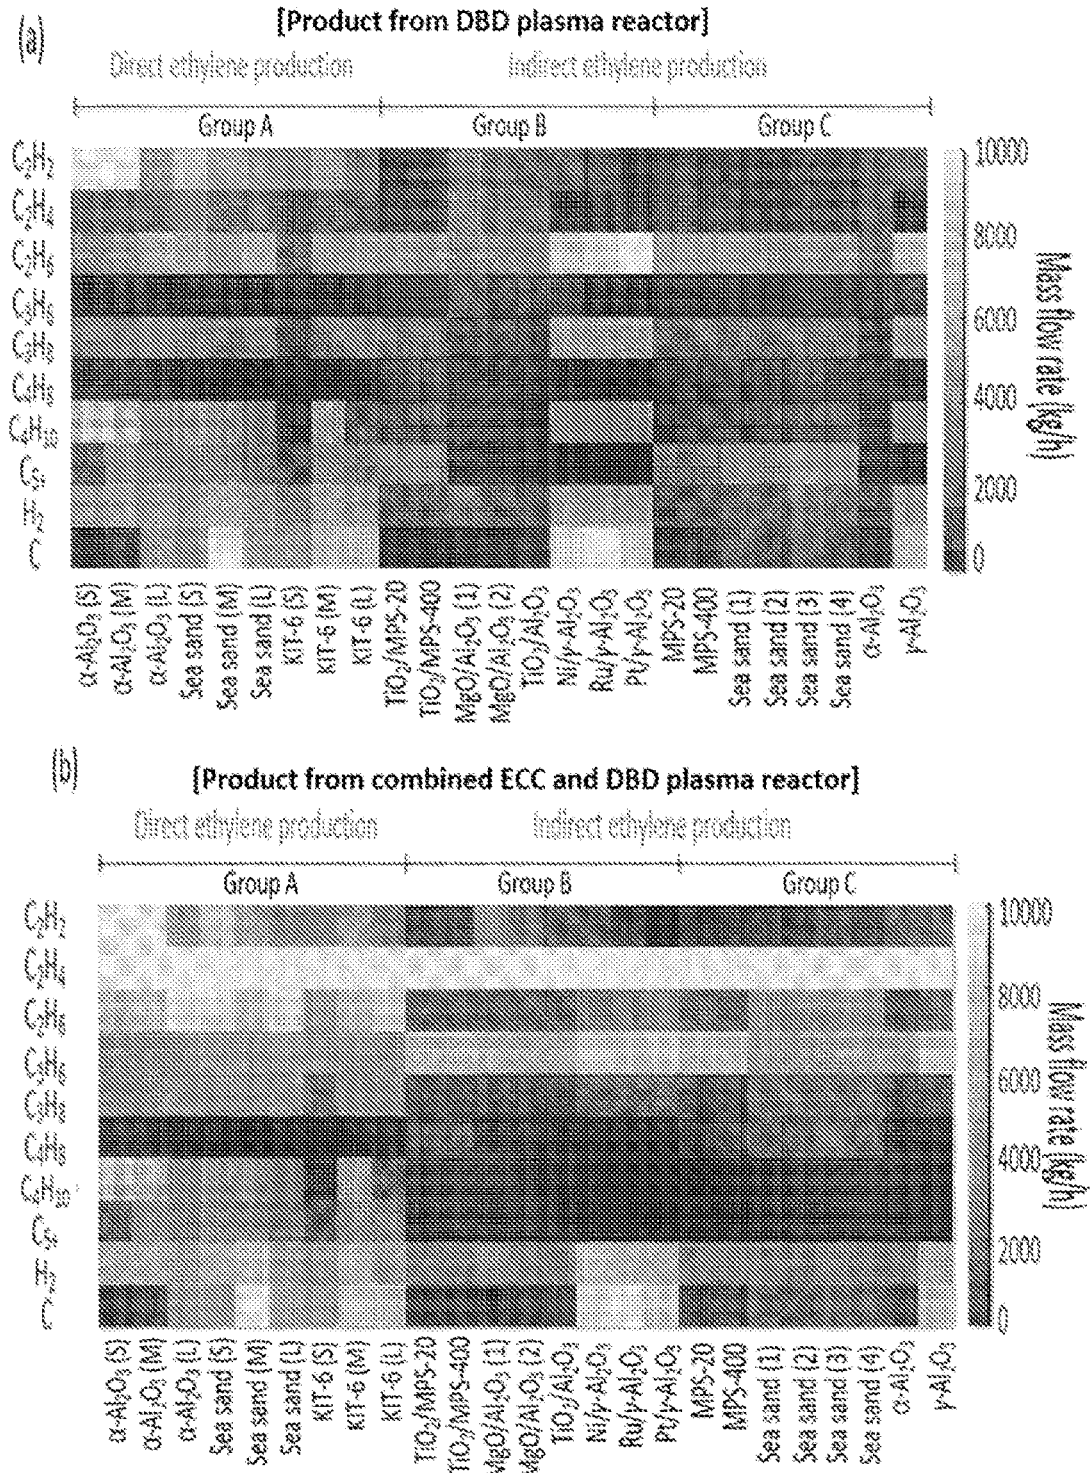 (a)
[Product from DBD plasma reactor]
Direct ethylene production Indirect ethylene production
Group A Group B Group C
C₂H₂
C₂H₄
C₂H₆
C₃H₆
C₃H₈
C₄H₈
C₄H₁₀
C₅₊
H₂
C
10000
8000
6000
4000
2000
0
Mass flow rate (kg/h)
α-Al₂O₃ (S)
α-Al₂O₃ (M)
α-Al₂O₃ (L)
Sea sand (S)
Sea sand (M)
Sea sand (L)
KIT-6 (S)
KIT-6 (M)
KIT-6 (L)
TiO₂/MPS-20
TiO₂/MPS-400
MgO/Al₂O₃ (1)
MgO/Al₂O₃ (2)
TiO₂/Al₂O₃
Ni/γ-Al₂O₃
Ru/γ-Al₂O₃
Pt/γ-Al₂O₃
MPS-20
MPS-400
Sea sand (1)
Sea sand (2)
Sea sand (3)
Sea sand (4)
α-Al₂O₃
γ-Al₂O₃
(b)
[Product from combined ECC and DBD plasma reactor]
Direct ethylene production Indirect ethylene production
Group A Group B Group C
C₂H₂
C₂H₄
C₂H₆
C₃H₆
C₃H₈
C₄H₈
C₄H₁₀
C₅₊
H₂
C
10000
8000
6000
4000
2000
0
Mass flow rate (kg/h)
α-Al₂O₃ (S)
α-Al₂O₃ (M)
α-Al₂O₃ (L)
Sea sand (S)
Sea sand (M)
Sea sand (L)
KIT-6 (S)
KIT-6 (M)
KIT-6 (L)
TiO₂/MPS-20
TiO₂/MPS-400
MgO/Al₂O₃ (1)
MgO/Al₂O₃ (2)
TiO₂/Al₂O₃
Ni/γ-Al₂O₃
Ru/γ-Al₂O₃
Pt/γ-Al₂O₃
MPS-20
MPS-400
Sea sand (1)
Sea sand (2)
Sea sand (3)
Sea sand (4)
α-Al₂O₃
γ-Al₂O₃